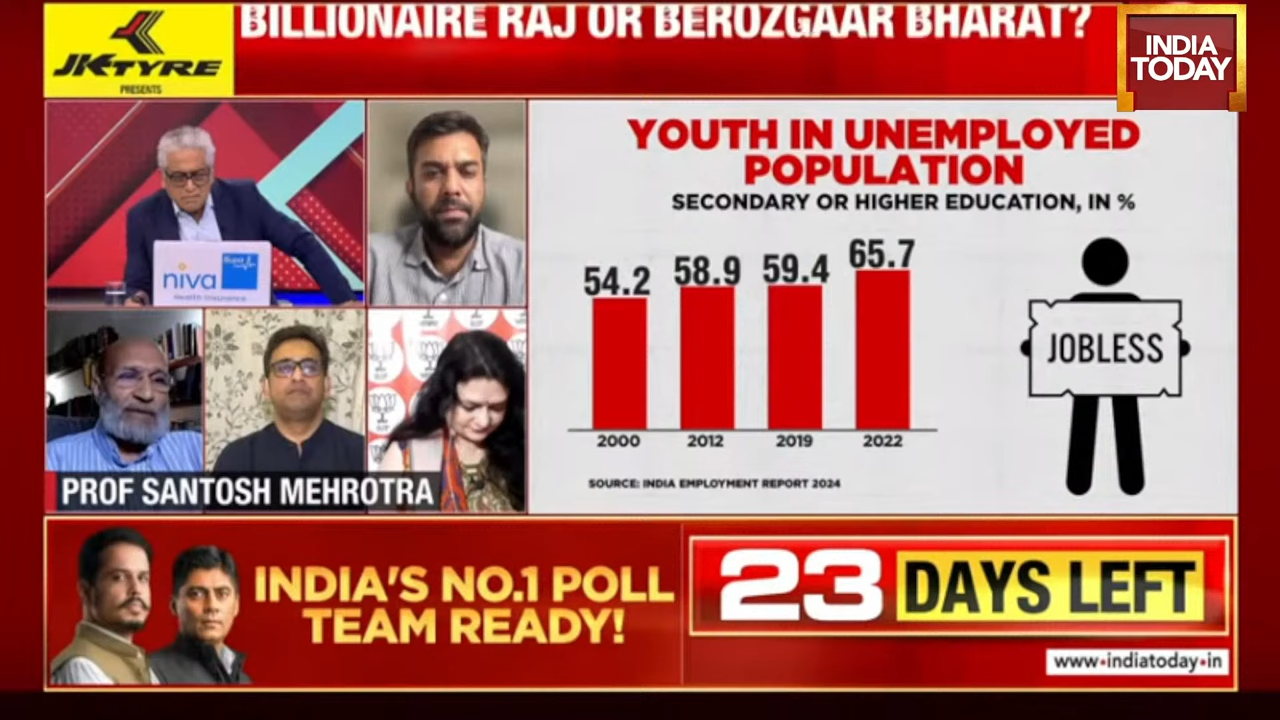 BILLIONAIRE RAJ OR BEROZGAAR BHARAT?
JK TYRE
PRESENTS
INDIA
TODAY
YOUTH IN UNEMPLOYED
POPULATION
SECONDARY OR HIGHER EDUCATION, IN %
54.2 58.9 59.4 65.7
2000 2012 2019 2022
JOBLESS
SOURCE: INDIA EMPLOYMENT REPORT 2024
niva
Health Insurance
PROF SANTOSH MEHROTRA
INDIA'S NO.1 POLL
TEAM READY!
23 DAYS LEFT
www.indiatoday.in